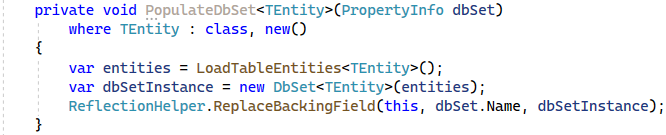 private void PopulateDbSet<TEntity>(PropertyInfo dbSet)
    where TEntity : class, new()
{
    var entities = LoadTableEntities<TEntity>();
    var dbSetInstance = new DbSet<TEntity>(entities);
    ReflectionHelper.ReplaceBackingField(this, dbSet.Name, dbSetInstance);
}